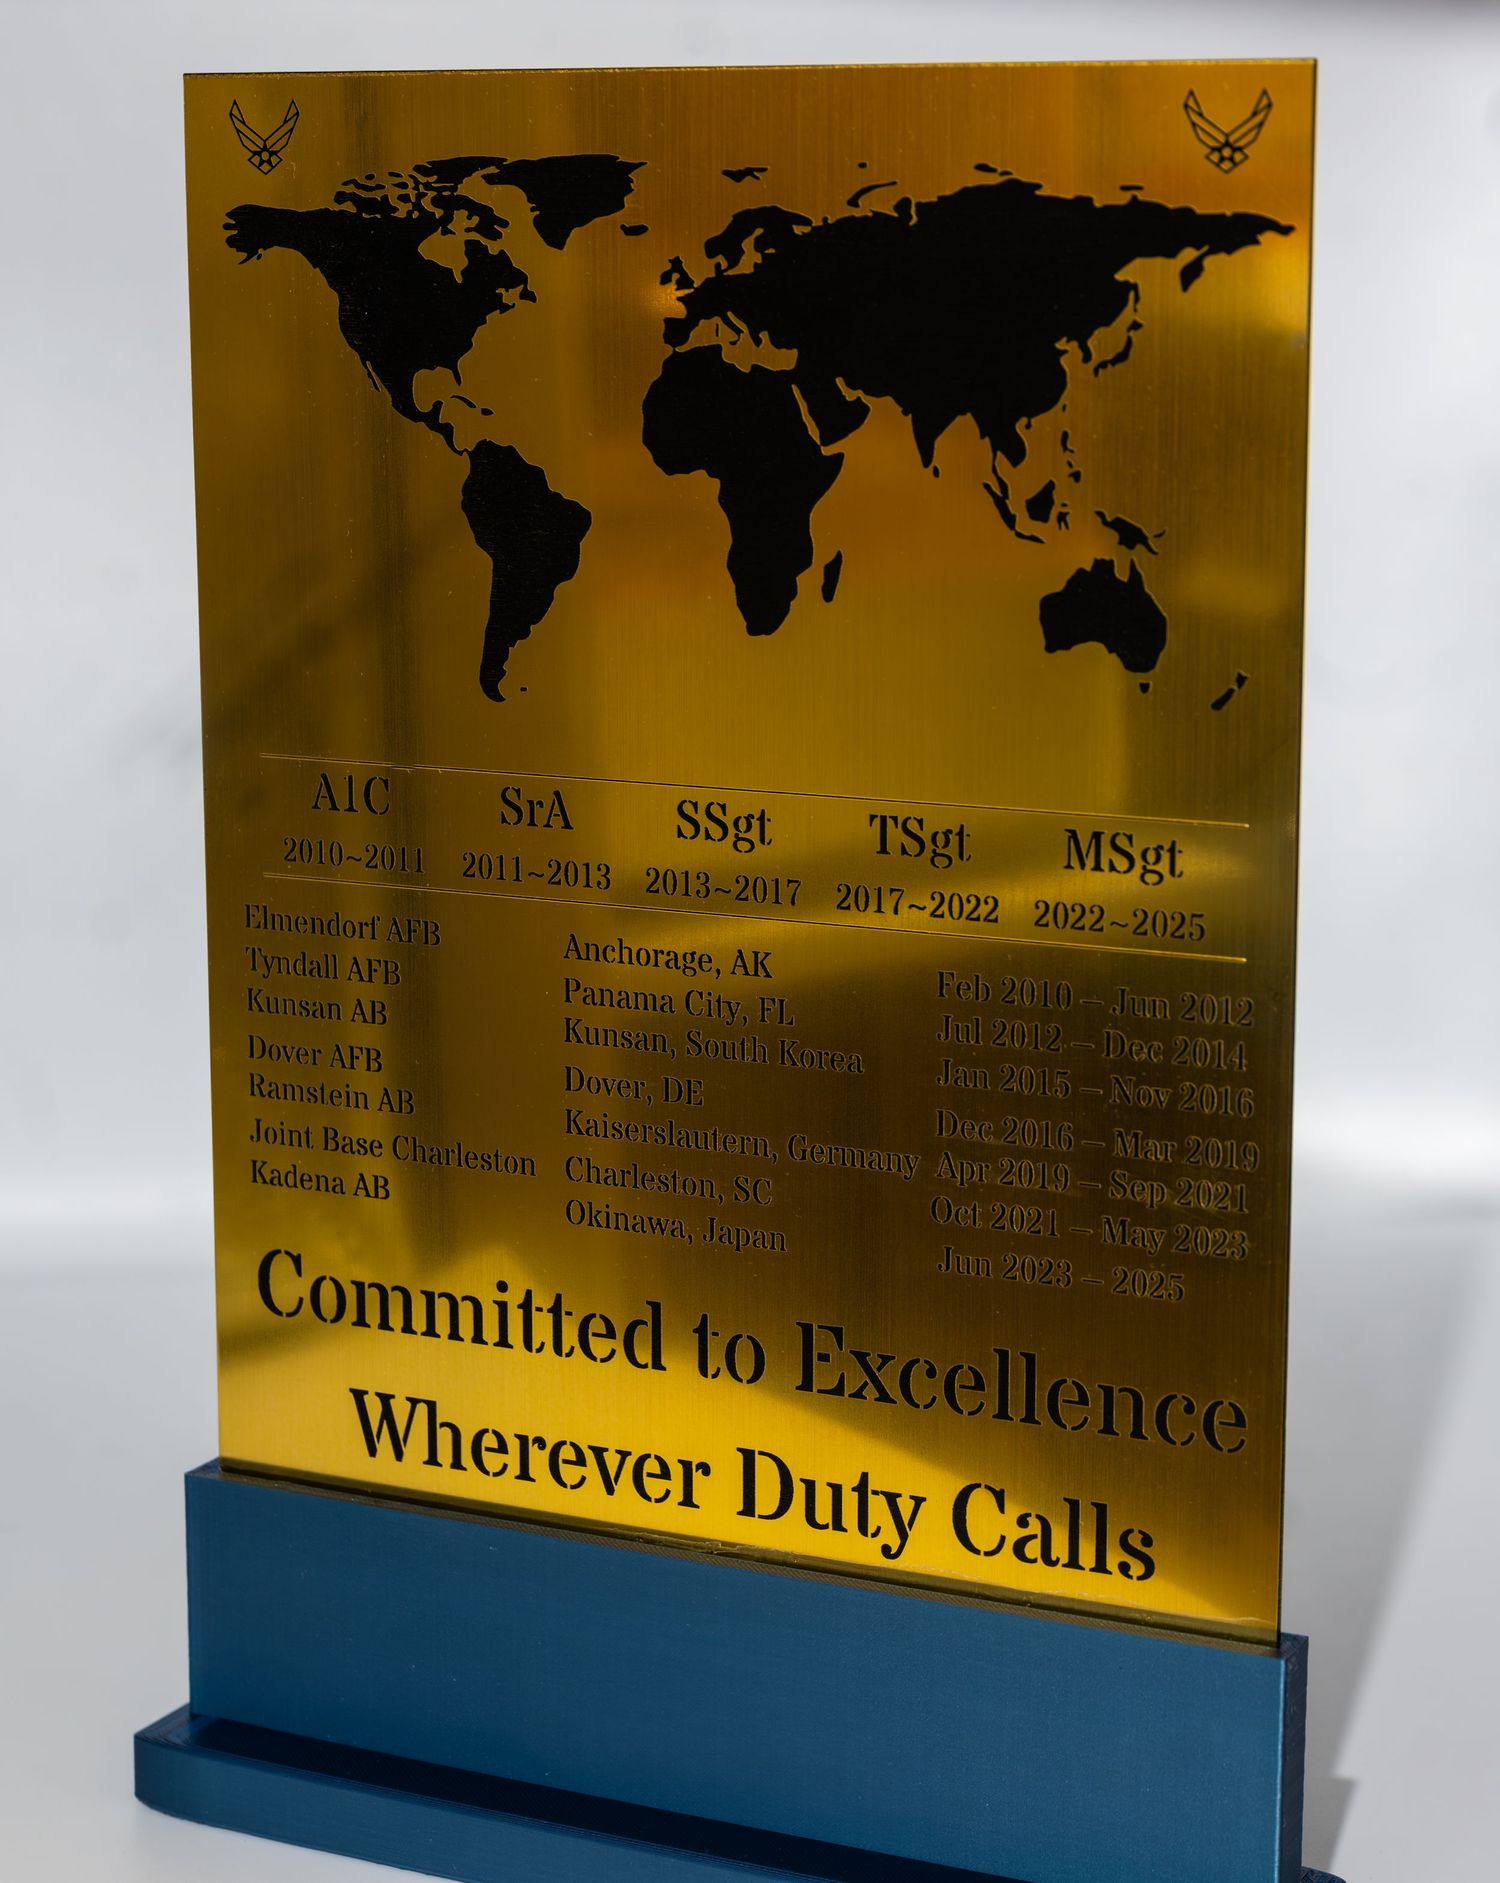 A1C SrA SSgt TSgt MSgt
2010~2011 2011~2013 2013~2017 2017~2022 2022~2025
Elmendorf AFB Anchorage, AK Feb 2010 – Jun 2012
Tyndall AFB Panama City, FL Jul 2012 – Dec 2014
Kunsan AB Kunsan, South Korea Jan 2015 – Nov 2016
Dover AFB Dover, DE Dec 2016 – Mar 2019
Ramstein AB Kaiserslautern, Germany Apr 2019 – Sep 2021
Joint Base Charleston Charleston, SC Oct 2021 – May 2023
Kadena AB Okinawa, Japan Jun 2023 – 2025
Committed to Excellence
Wherever Duty Calls